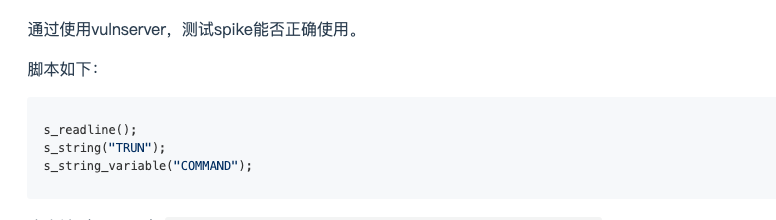 通过使用vulnserver，测试spike能否正确使用。
脚本如下：
s_readline();
s_string("TRUN");
s_string_variable("COMMAND");